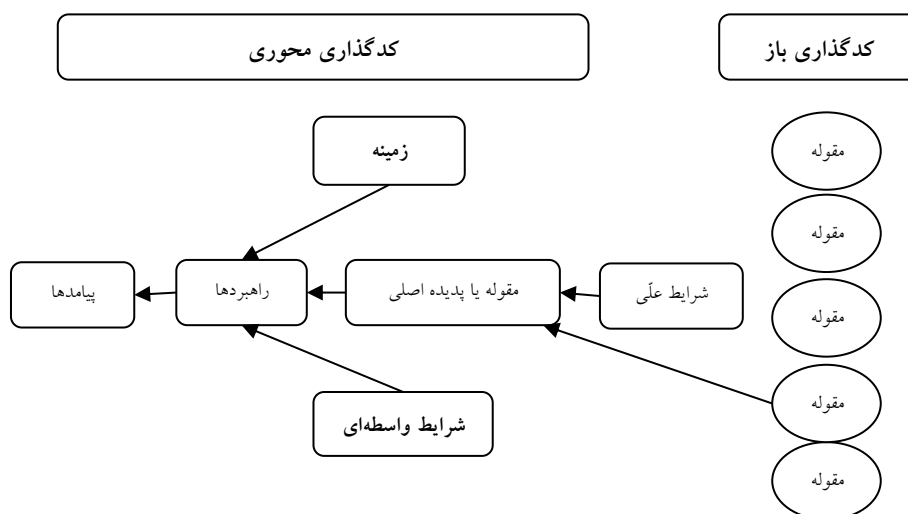 کدگذاری باز
کدگذاری محوری
مقوله
زمینه
مقوله
شرایط علّی
مقوله یا پدیده اصلی
راهبردها
پیامدها
مقوله
مقوله
شرایط واسطه‌ای
مقوله